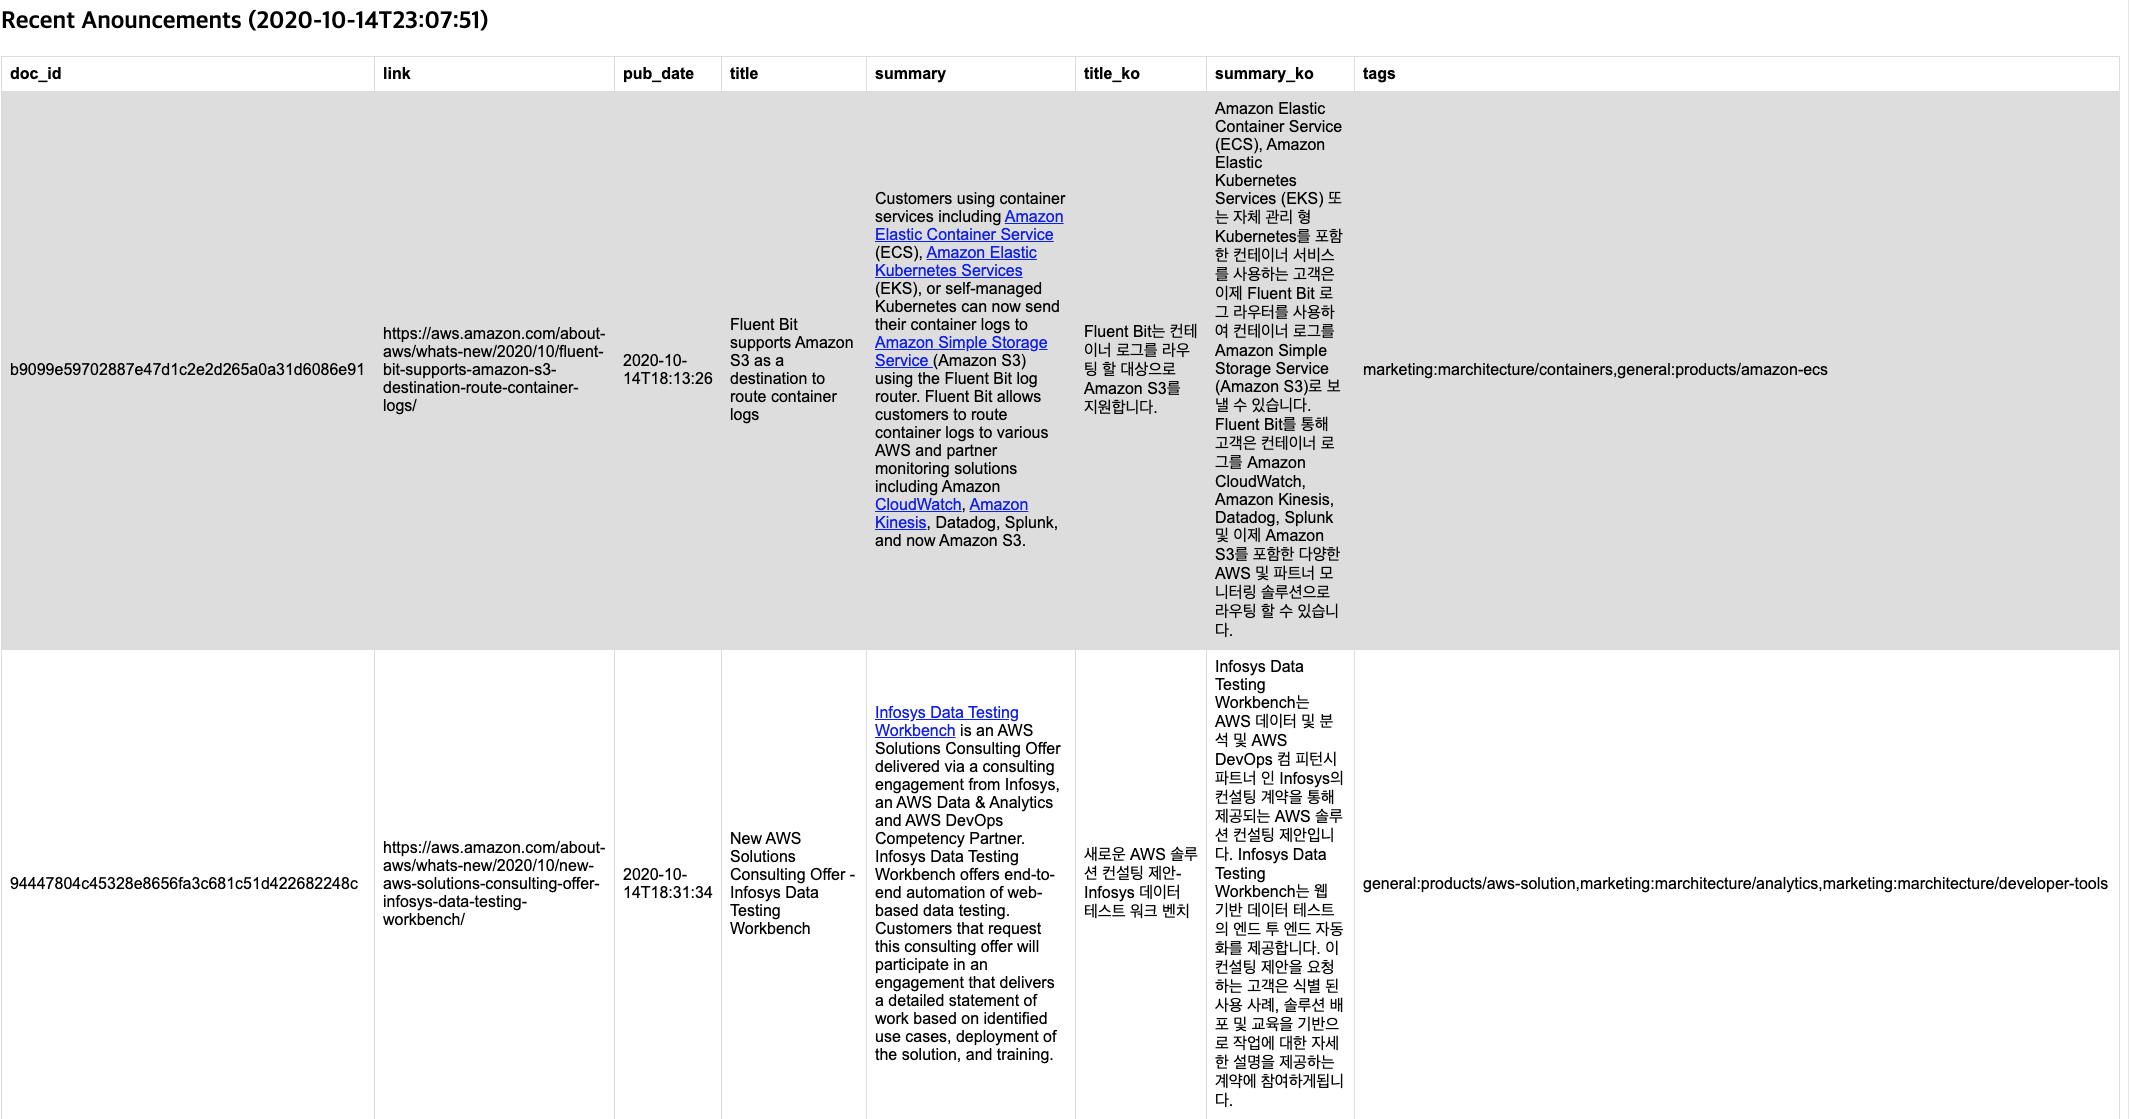 Recent Anouncements (2020-10-14T23:07:51)
doc_id
link
pub_date
title
summary
title_ko
summary_ko
tags
b9099e59702887e47d1c2e2d265a0a31d6086e91
https://aws.amazon.com/about-
aws/whats-new/2020/10/fluent-
bit-supports-amazon-s3-
destination-route-container-
logs/
2020-10-
14T18:13:26
Fluent Bit
supports Amazon
S3 as a
destination to
route container
logs
Customers using container
services including Amazon
Elastic Container Service
(ECS), Amazon Elastic
Kubernetes Services
(EKS), or self-managed
Kubernetes can now send
their container logs to
Amazon Simple Storage
Service (Amazon S3)
using the Fluent Bit log
router. Fluent Bit allows
customers to route
container logs to various
AWS and partner
monitoring solutions
including Amazon
CloudWatch, Amazon
Kinesis, Datadog, Splunk,
and now Amazon S3.
Fluent Bit는 컨테
이너 로그를 라우
팅 할 대상으로
Amazon S3를
지원합니다.
Amazon Elastic
Container Service
(ECS), Amazon
Elastic
Kubernetes
Services (EKS) 또
는 자체 관리 형
Kubernetes를 포함
한 컨테이너 서비스
를 사용하는 고객은
이제 Fluent Bit 로
그 라우터를 사용하
여 컨테이너 로그를
Amazon Simple
Storage Service
(Amazon S3)로 보
낼 수 있습니다.
Fluent Bit를 통해
고객은 컨테이너 로
그를 Amazon
CloudWatch,
Amazon Kinesis,
Datadog, Splunk
및 이제 Amazon
S3를 포함한 다양한
AWS 및 파트너 모
니터링 솔루션으로
라우팅 할 수 있습니
다.
marketing:marchitecture/containers,general:products/amazon-ecs
94447804c45328e8656fa3c681c51d422682248c
https://aws.amazon.com/about-
aws/whats-new/2020/10/new-
aws-solutions-consulting-offer-
infosys-data-testing-
workbench/
2020-10-
14T18:31:34
New AWS
Solutions
Consulting Offer -
Infosys Data
Testing
Workbench
Infosys Data Testing
Workbench is an AWS
Solutions Consulting Offer
delivered via a consulting
engagement from Infosys,
an AWS Data & Analytics
and AWS DevOps
Competency Partner.
Infosys Data Testing
Workbench offers end-to-
end automation of web-
based data testing.
Customers that request
this consulting offer will
participate in an
engagement that delivers
a detailed statement of
work based on identified
use cases, deployment of
the solution, and training.
새로운 AWS 솔루
션 컨설팅 제안-
Infosys 데이터
테스트 워크 벤치
Infosys Data
Testing
Workbench는
AWS 데이터 및 분
석 및 AWS
DevOps 컴 피턴시
파트너 인 Infosys의
컨설팅 계약을 통해
제공되는 AWS 솔루
션 컨설팅 제안입니
다. Infosys Data
Testing
Workbench는 웹
기반 데이터 테스트
의 엔드 투 엔드 자동
화를 제공합니다. 이
컨설팅 제안을 요청
하는 고객은 식별 된
사용 사례, 솔루션 배
포 및 교육을 기반으
로 작업에 대한 자세
한 설명을 제공하는
계약에 참여하게됩니
다.
general:products/aws-solution,marketing:marchitecture/analytics,marketing:marchitecture/developer-tools